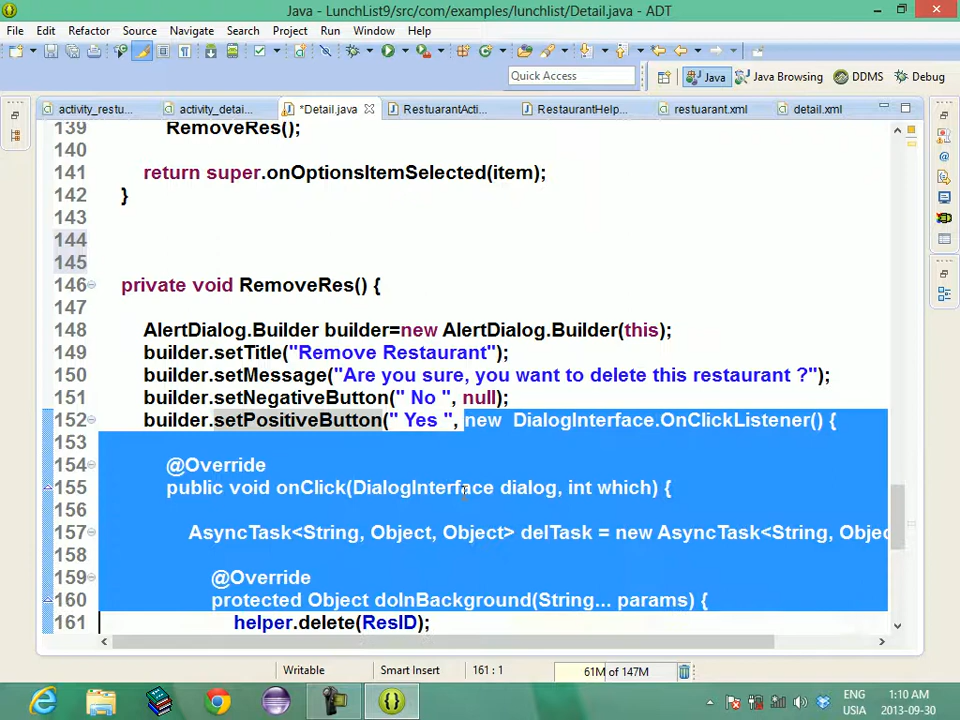 Java - LunchList9/src/com/examples/lunchlist/Detail.java - ADT
File Edit Refactor Source Navigate Search Project Run Window Help
Quick Access Java Java Browsing DDMS Debug
activity_restu... activity_detai... *Detail.java RestuarantActi... RestaurantHelp... restuarant.xml detail.xml
139 RemoveRes();
140
141 return super.onOptionsItemSelected(item);
142 }
143
144
145
146 private void RemoveRes() {
147
148 AlertDialog.Builder builder=new AlertDialog.Builder(this);
149 builder.setTitle("Remove Restaurant");
150 builder.setMessage("Are you sure, you want to delete this restaurant ?");
151 builder.setNegativeButton(" No ", null);
152 builder.setPositiveButton(" Yes ", new  DialogInterface.OnClickListener() {
153
154 @Override
155 public void onClick(DialogInterface dialog, int which) {
156
157 AsyncTask<String, Object, Object> delTask = new AsyncTask<String, Objec
158
159 @Override
160 protected Object doInBackground(String... params) {
161 helper.delete(ResID);
Writable Smart Insert 161 : 1 61M of 147M
ENG 1:10 AM
USIA 2013-09-30